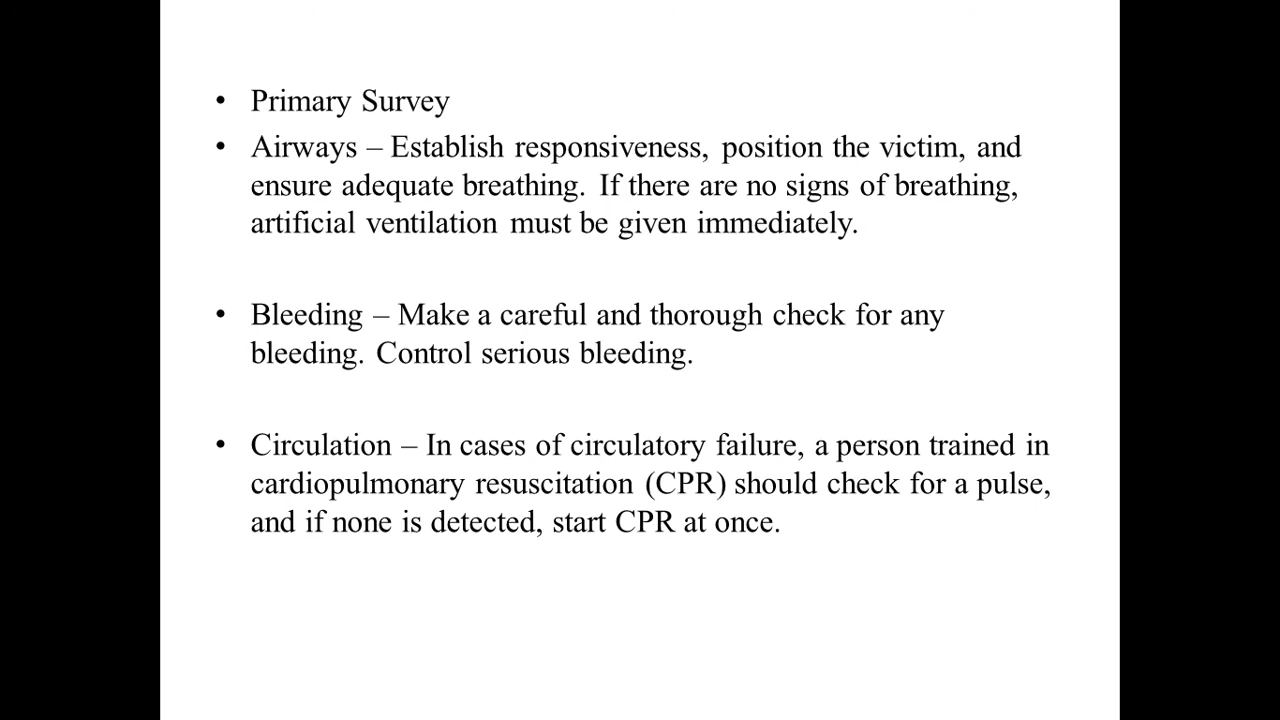 • Primary Survey
• Airways – Establish responsiveness, position the victim, and
ensure adequate breathing. If there are no signs of breathing,
artificial ventilation must be given immediately.
• Bleeding – Make a careful and thorough check for any
bleeding. Control serious bleeding.
• Circulation – In cases of circulatory failure, a person trained in
cardiopulmonary resuscitation (CPR) should check for a pulse,
and if none is detected, start CPR at once.